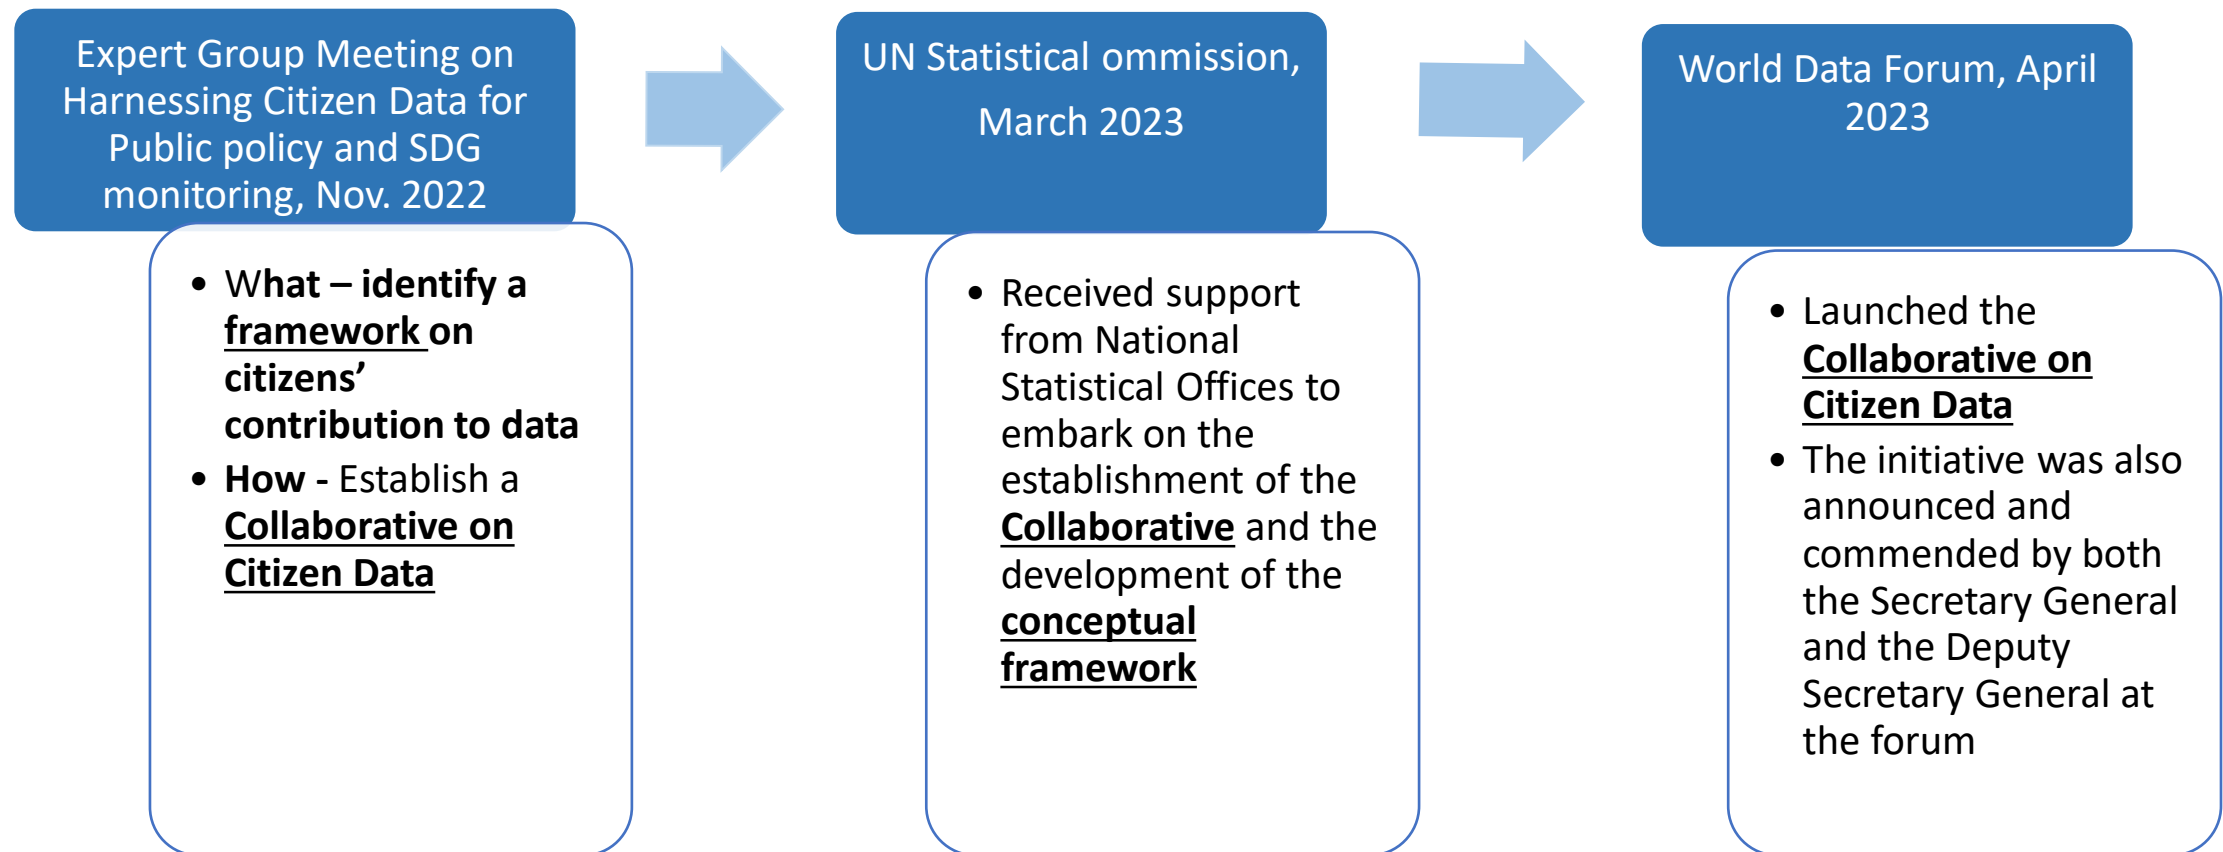 Expert Group Meeting on
Harnessing Citizen Data for
Public policy and SDG
monitoring, Nov. 2022
• What – identify a
framework on
citizens’
contribution to data
• How - Establish a
Collaborative on
Citizen Data
UN Statistical ommission,
March 2023
• Received support
from National
Statistical Offices to
embark on the
establishment of the
Collaborative and the
development of the
conceptual
framework
World Data Forum, April
2023
• Launched the
Collaborative on
Citizen Data
• The initiative was also
announced and
commended by both
the Secretary General
and the Deputy
Secretary General at
the forum